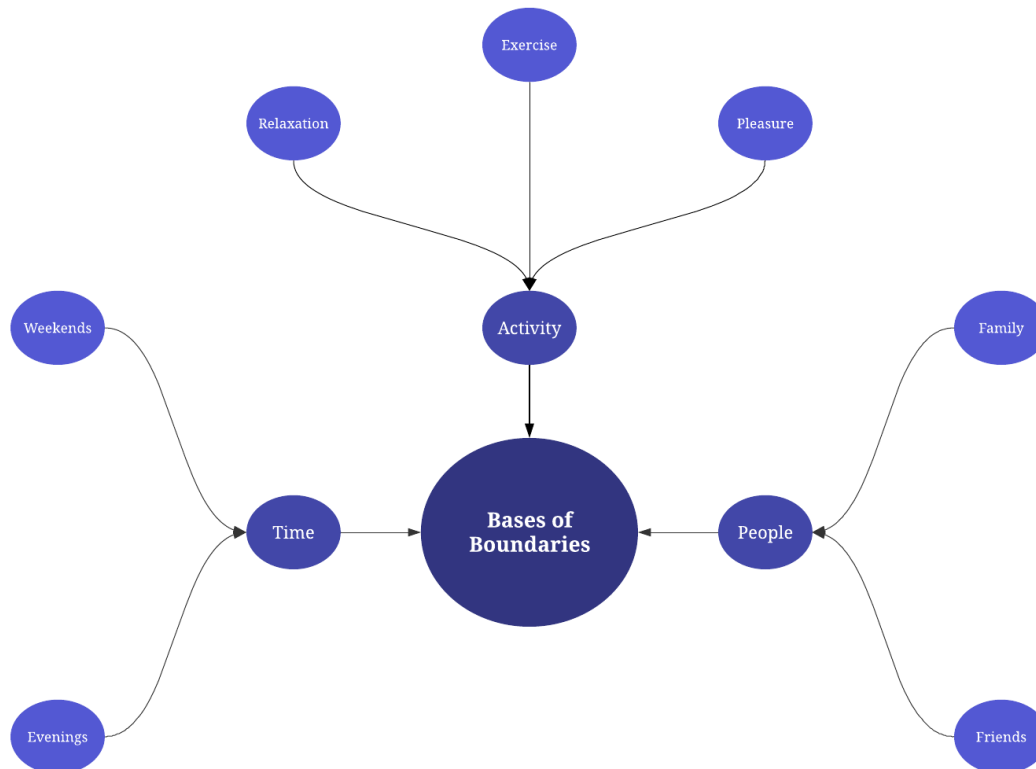 Exercise
Relaxation
Pleasure
Weekends
Activity
Family
Time
Bases of
Boundaries
People
Evenings
Friends